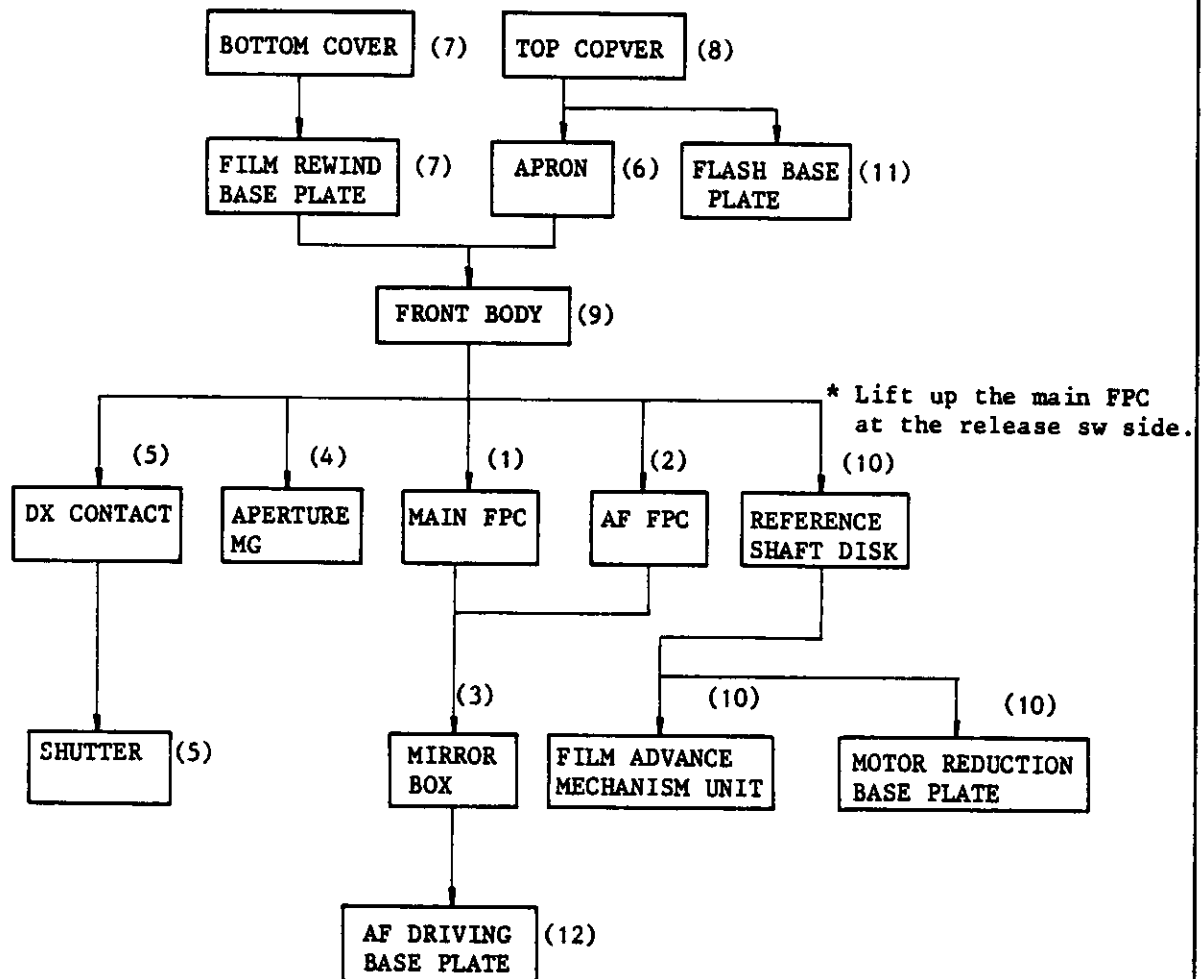 BOTTOM COVER (7)
TOP COPVER (8)
FILM REWIND
BASE PLATE (7)
APRON (6)
FLASH BASE
PLATE (11)
FRONT BODY (9)
* Lift up the main FPC
at the release sw side.
(5)
(4)
(1)
(2)
(10)
DX CONTACT
APERTURE
MG
MAIN FPC
AF FPC
REFERENCE
SHAFT DISK
(3)
(10)
(10)
SHUTTER (5)
MIRROR
BOX
FILM ADVANCE
MECHANISM UNIT
MOTOR REDUCTION
BASE PLATE
AF DRIVING
BASE PLATE (12)